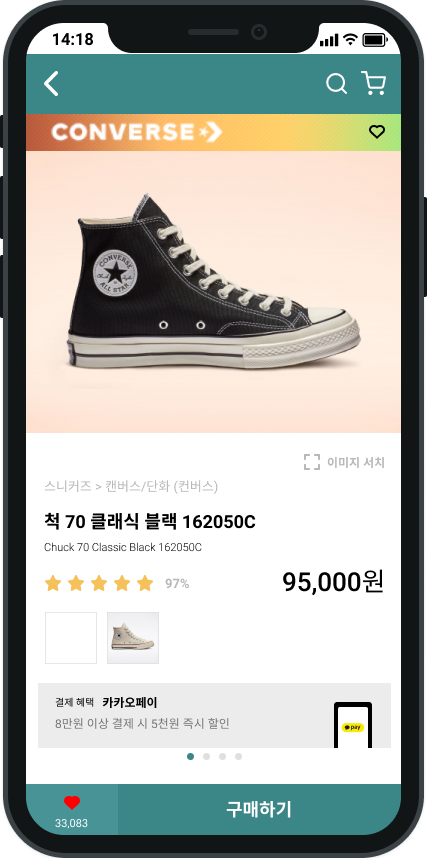 14:18
CONVERSE
CONVERSE
ALL STAR
이미지 서치
스니커즈 > 캔버스/단화 (컨버스)
척 70 클래식 블랙 162050C
Chuck 70 Classic Black 162050C
97%
95,000원
결제 혜택 카카오페이
8만원 이상 결제 시 5천원 즉시 할인
pay
33,083
구매하기